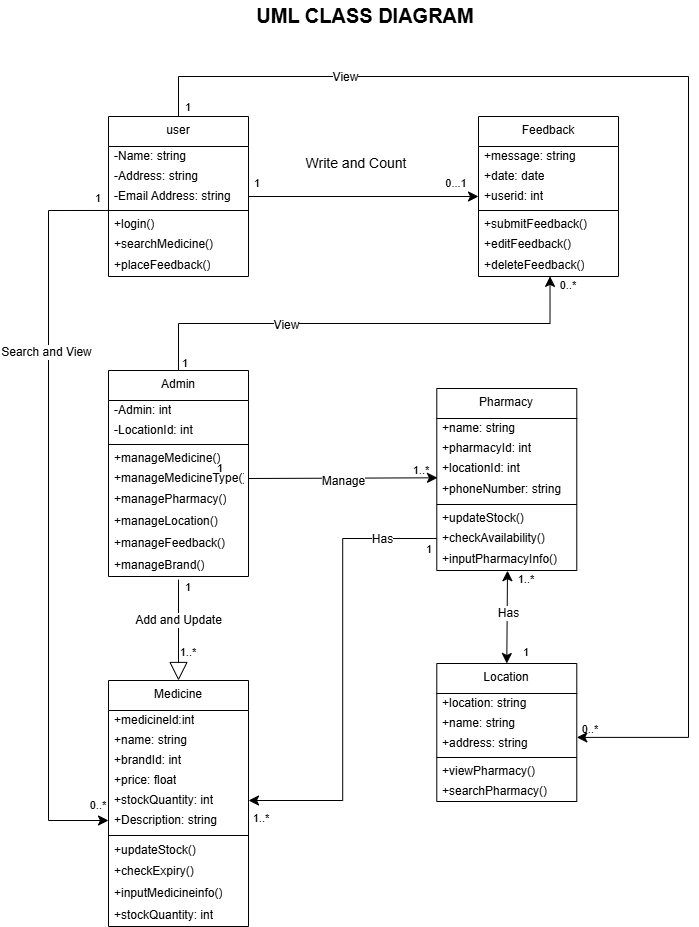 UML CLASS DIAGRAM
View
1
user
-Name: string
-Address: string
-Email Address: string
+login()
+searchMedicine()
+placeFeedback()
1
1
Write and Count
0...1
Feedback
+message: string
+date: date
+userid: int
+submitFeedback()
+editFeedback()
+deleteFeedback()
0..*
View
1
Search and View
Admin
-Admin: int
-LocationId: int
+manageMedicine()
+manageMedicineType(
+managePharmacy()
+manageLocation()
+manageFeedback()
+manageBrand()
1
Manage
1..*
Pharmacy
+name: string
+pharmacyId: int
+locationId: int
+phoneNumber: string
+updateStock()
+checkAvailability()
+inputPharmacyInfo()
Has
1
1..*
Has
1
1
Add and Update
1..*
Medicine
+medicineId:int
+name: string
+brandId: int
+price: float
+stockQuantity: int
+Description: string
+updateStock()
+checkExpiry()
+inputMedicineinfo()
+stockQuantity: int
0..*
1..*
Location
+location: string
+name: string
+address: string
+viewPharmacy()
+searchPharmacy()
0..*